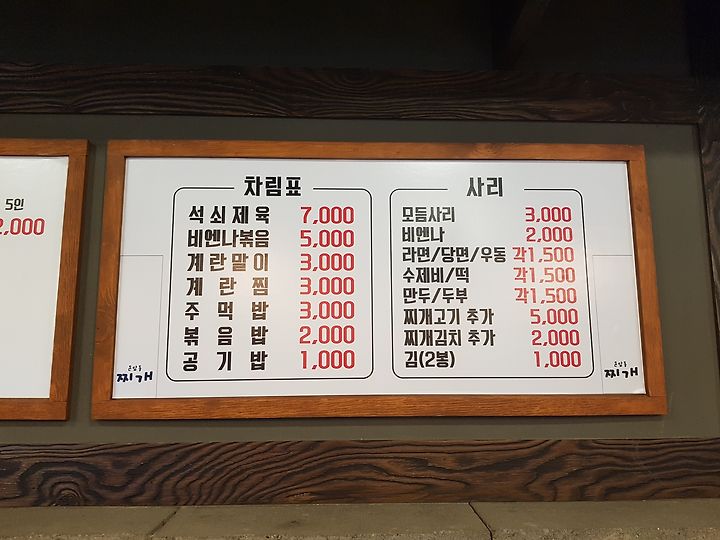 5인
2,000
차림표
석쇠제육 7,000
비엔나볶음 5,000
계란말이 3,000
계란찜 3,000
주먹밥 3,000
볶음밥 2,000
공기밥 1,000
사리
모듬사리 3,000
비엔나 2,000
라면/당면/우동 각1,500
수제비/떡 각1,500
만두/두부 각1,500
찌개고기 추가 5,000
찌개김치 추가 2,000
김(2봉) 1,000
찌개
찌개